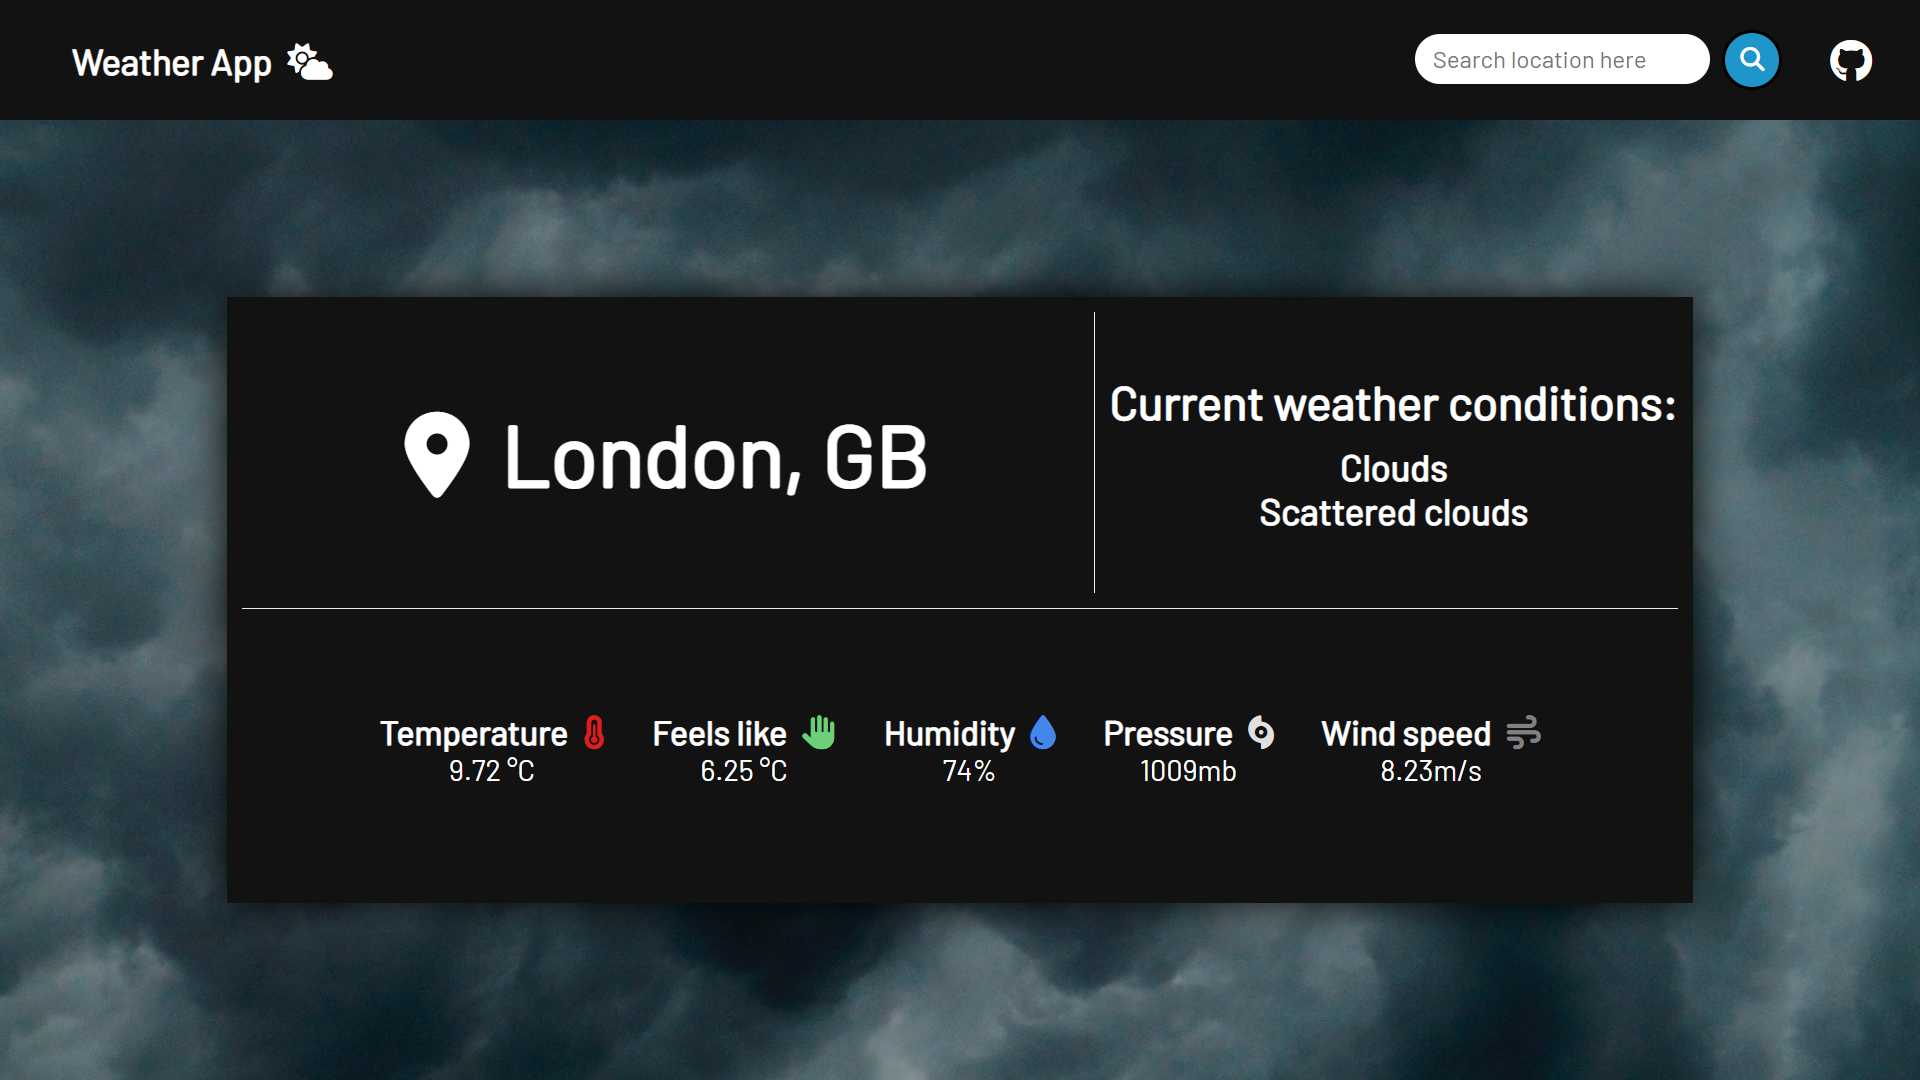 Weather App
Search location here
London, GB
Current weather conditions:
Clouds
Scattered clouds
Temperature
9.72 °C
Feels like
6.25 °C
Humidity
74%
Pressure
1009mb
Wind speed
8.23m/s